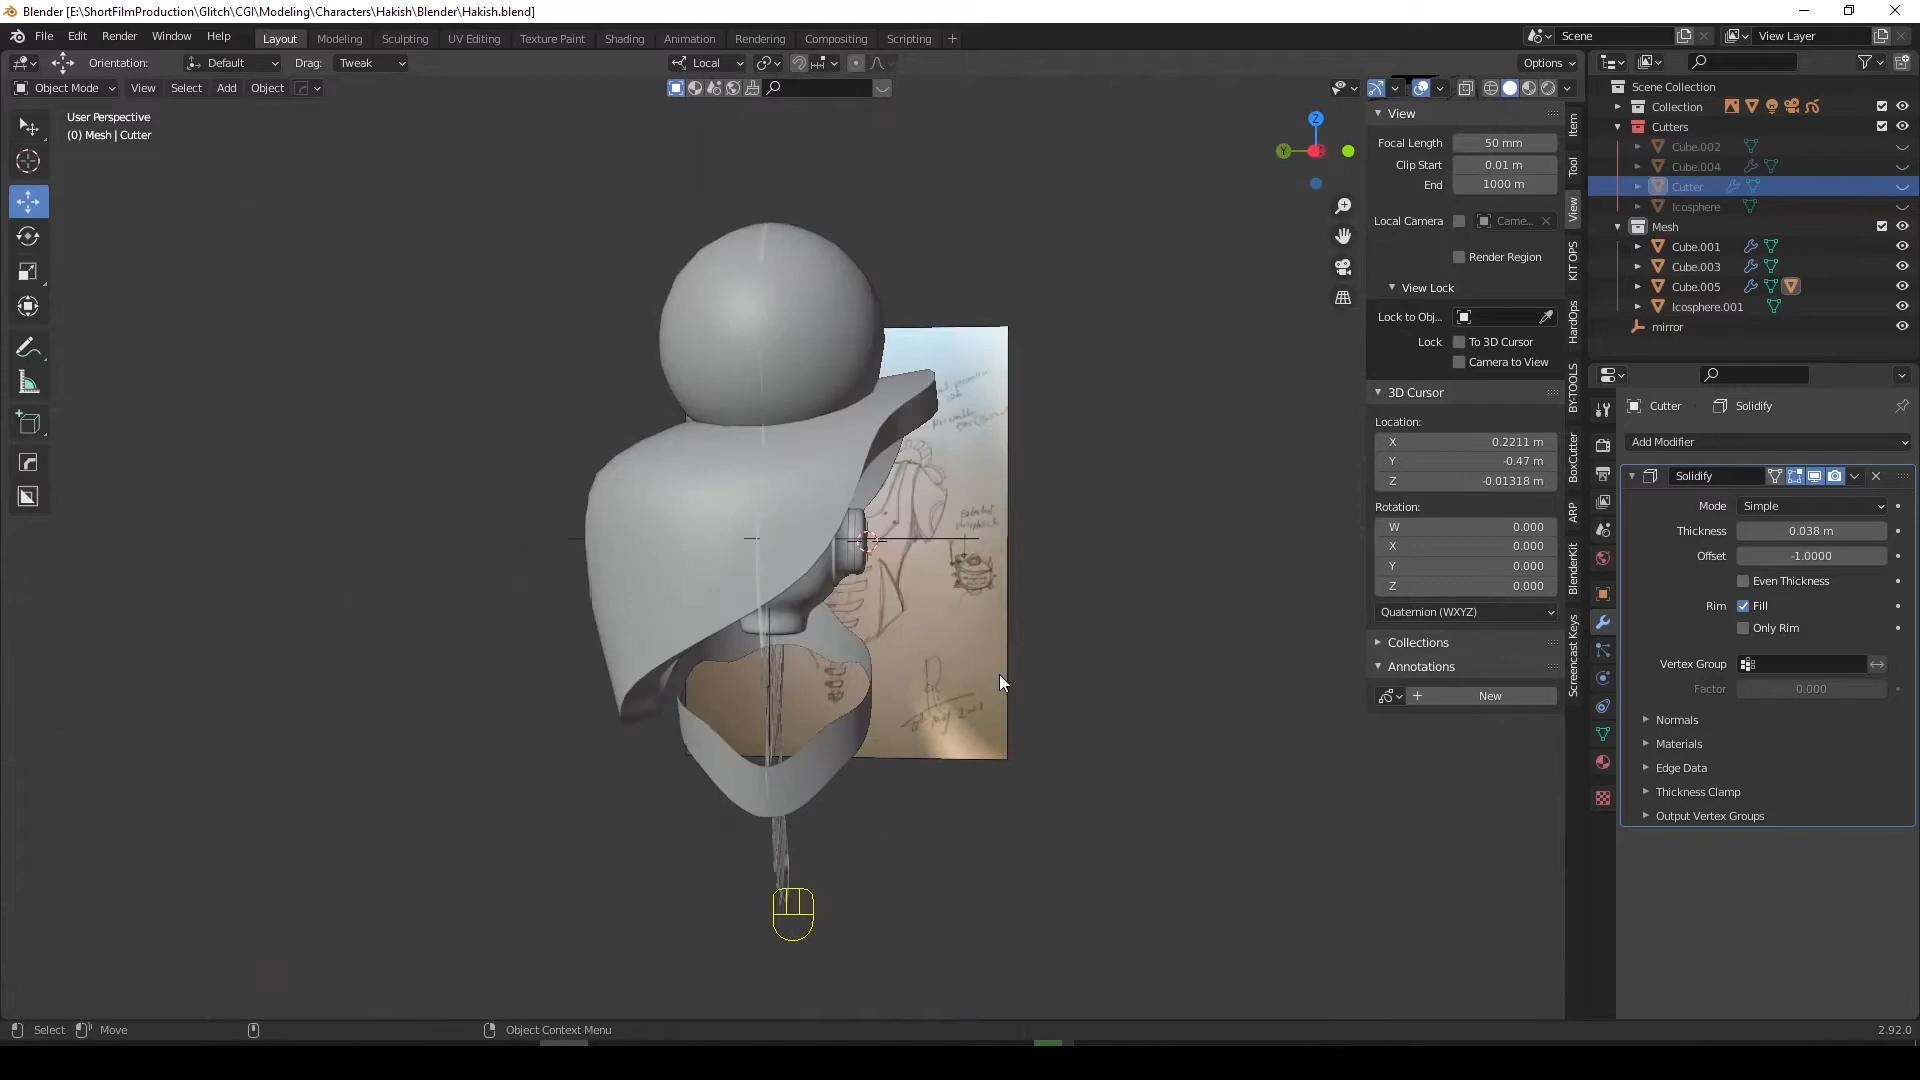 Blender [E:\ShortFilmProduction\Glitch\CGI\Modeling\Characters\Hakish\Blender\Hakish.blend]
File Edit Render Window Help Layout Modeling Sculpting UV Editing Texture Paint Shading Animation Rendering Compositing Scripting + Scene View Layer
Orientation: Default Drag: Tweak Local Options
Object Mode View Select Add Object
User Perspective
(0) Mesh | Cutter
Z
Y
View
Focal Length 50 mm
Clip Start 0.01 m
End 1000 m
Local Camera Came...
Render Region
View Lock
Lock to Obj...
Lock To 3D Cursor
Camera to View
3D Cursor
Location:
X 0.2211 m
Y -0.47 m
Z -0.01318 m
Rotation:
W 0.000
X 0.000
Y 0.000
Z 0.000
Quaternion (WXYZ)
Collections
Annotations
+ New
Item
Tool
View
KIT OPS
HardOps
BY-TOOLS
BoxCutter
ARP
BlenderKit
Screencast Keys
Scene Collection
Collection
Cutters
Cube.002
Cube.004
Cutter
Icosphere
Mesh
Cube.001
Cube.003
Cube.005
Icosphere.001
mirror
Cutter Solidify
Add Modifier
Solidify
Mode Simple
Thickness 0.038 m
Offset -1.0000
Even Thickness
Rim Fill
Only Rim
Vertex Group
Factor 0.000
Normals
Materials
Edge Data
Thickness Clamp
Output Vertex Groups
Select Move Object Context Menu 2.92.0